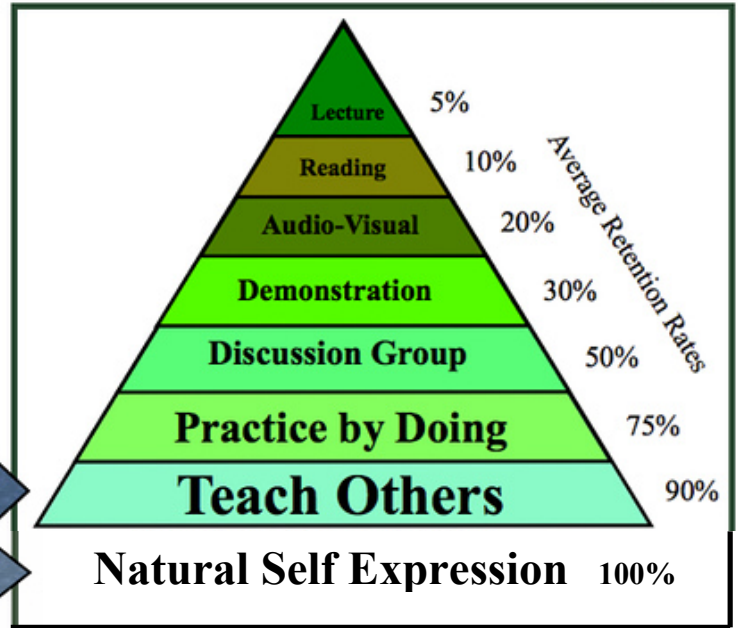 Lecture 5%
Reading 10%
Audio-Visual 20%
Demonstration 30%
Discussion Group 50%
Practice by Doing 75%
Teach Others 90%
Natural Self Expression 100%
Average Retention Rates